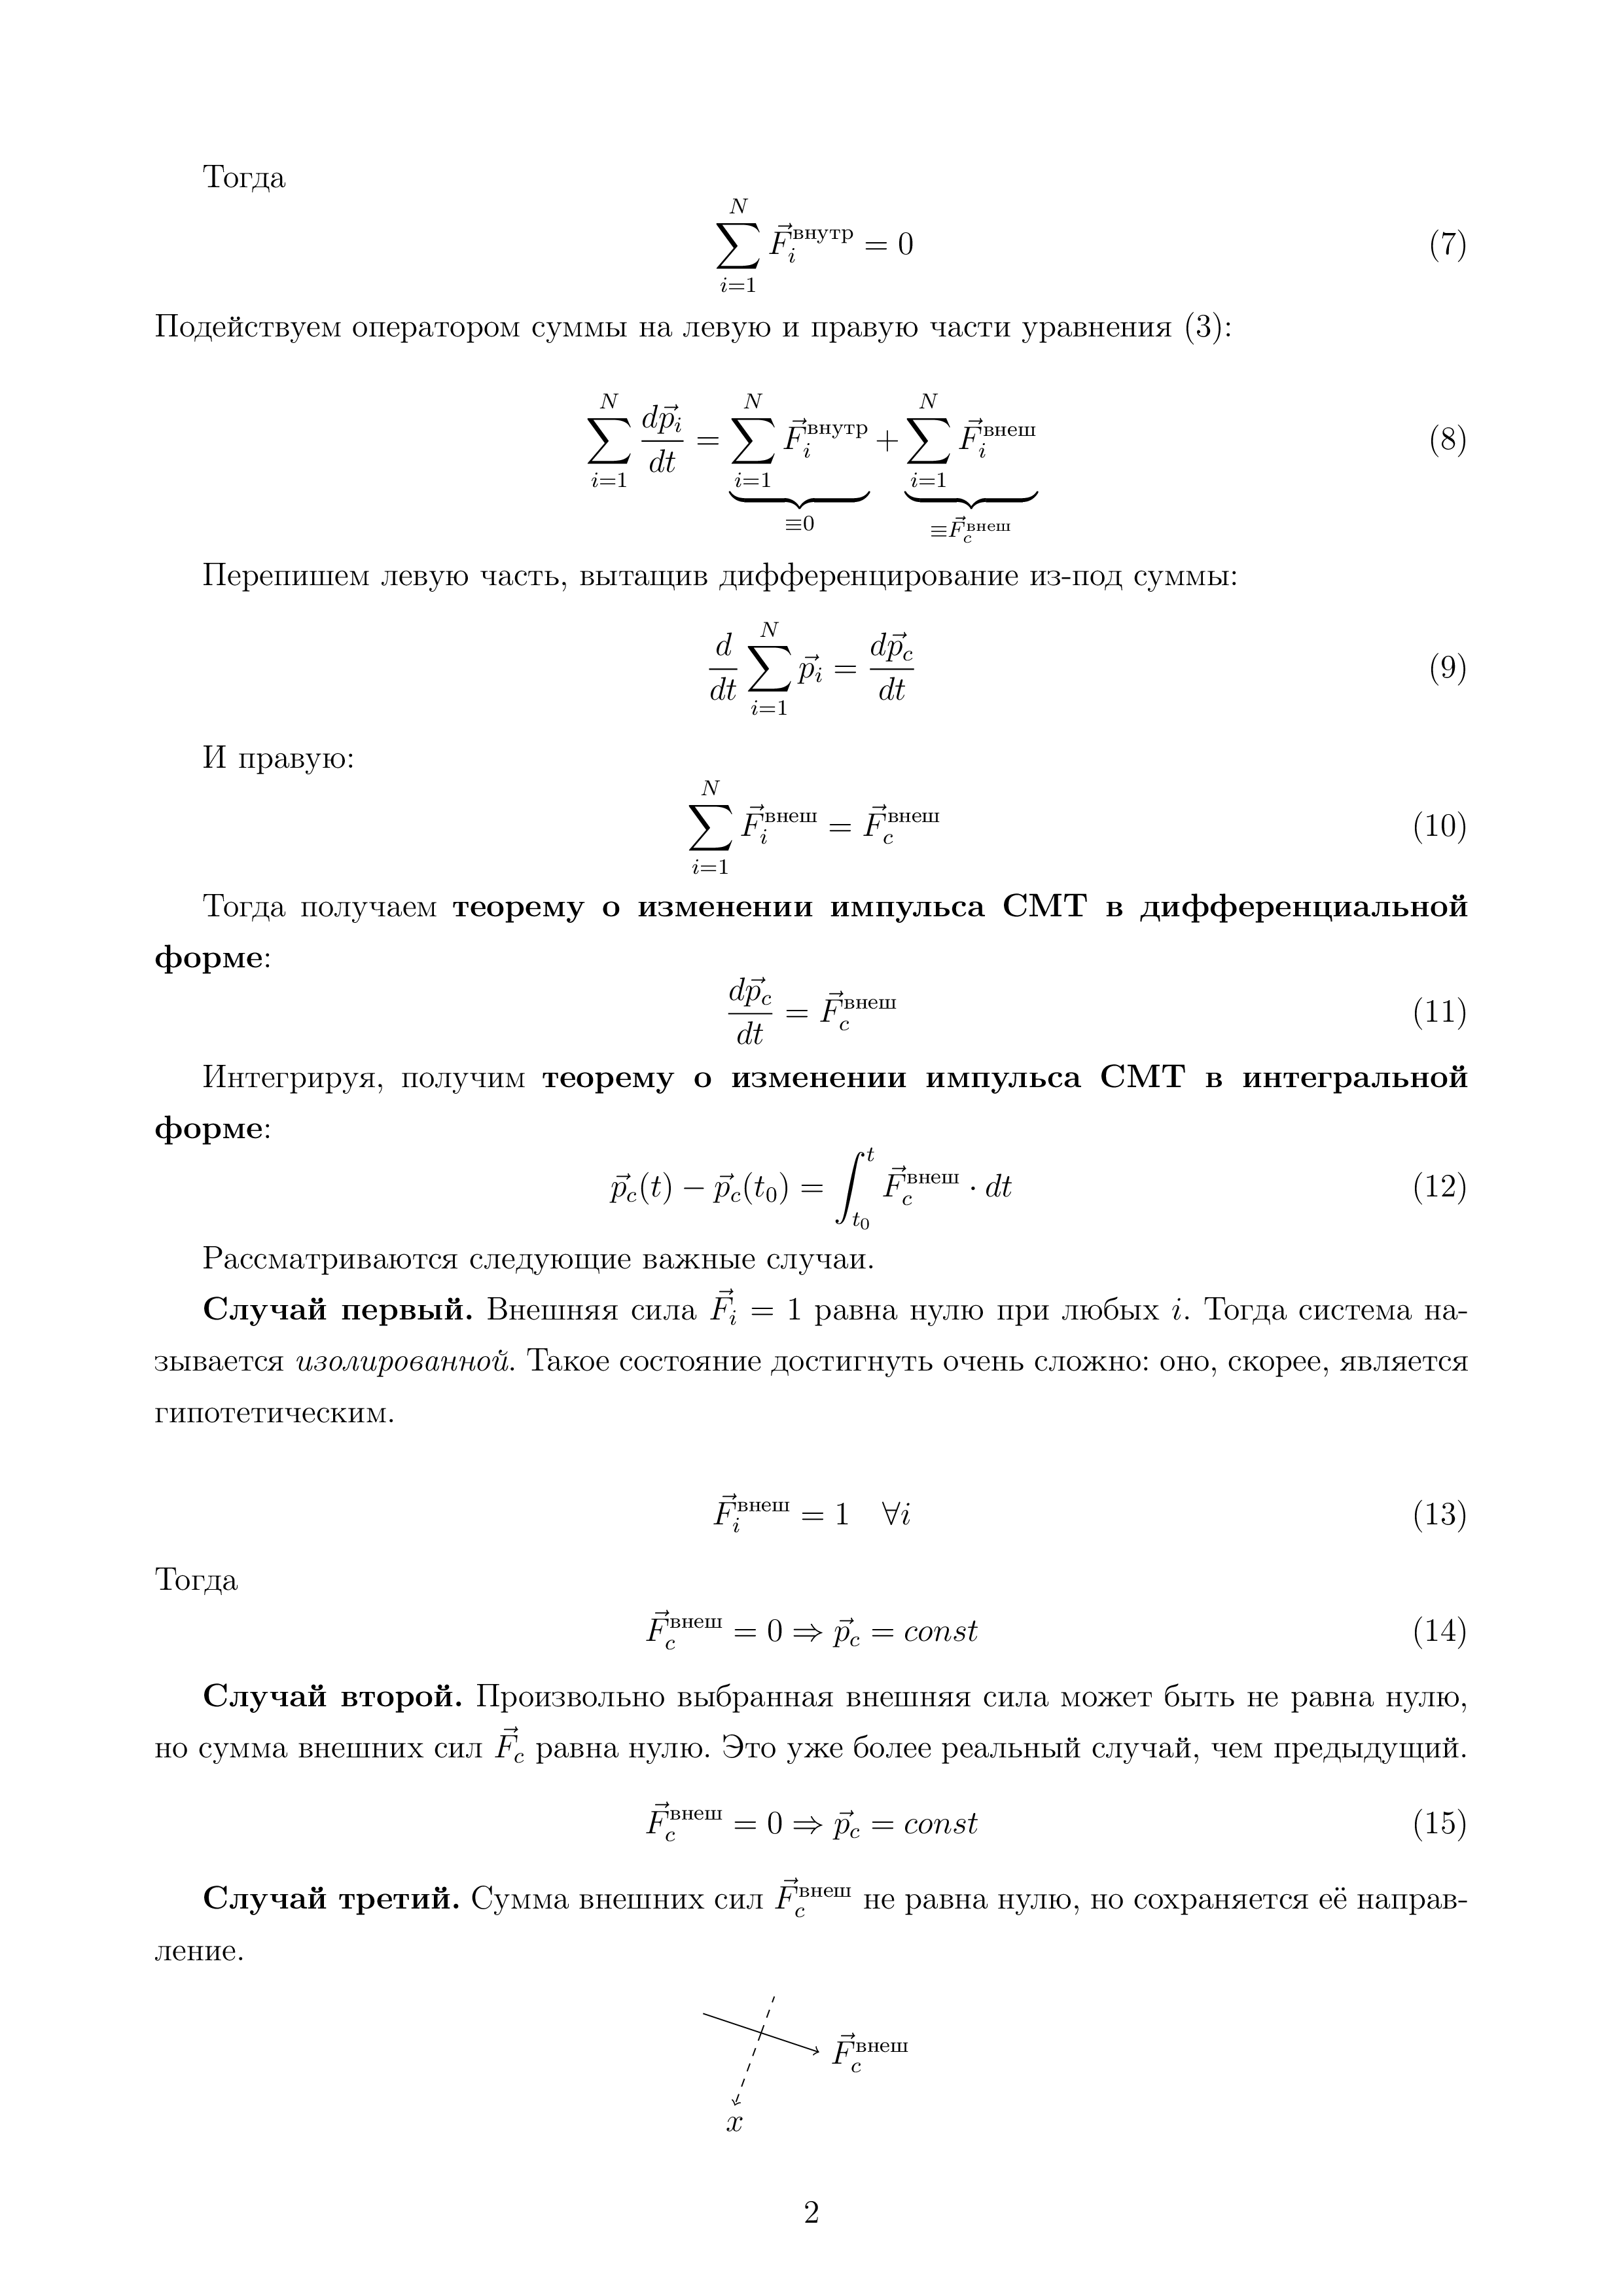 Тогда
$$\sum_{i=1}^{N} \vec{F}_i^{\text{внутр}} = 0 \quad (7)$$
Подействуем оператором суммы на левую и правую части уравнения (3):
$$\sum_{i=1}^{N} \frac{d\vec{p}_i}{dt} = \underbrace{\sum_{i=1}^{N} \vec{F}_i^{\text{внутр}}}_{\equiv 0} + \underbrace{\sum_{i=1}^{N} \vec{F}_i^{\text{внеш}}}_{\equiv \vec{F}_c^{\text{внеш}}} \quad (8)$$
Перепишем левую часть, вытащив дифференцирование из-под суммы:
$$\frac{d}{dt} \sum_{i=1}^{N} \vec{p}_i = \frac{d\vec{p}_c}{dt} \quad (9)$$
И правую:
$$\sum_{i=1}^{N} \vec{F}_i^{\text{внеш}} = \vec{F}_c^{\text{внеш}} \quad (10)$$
Тогда получаем теорему о изменении импульса СМТ в дифференциальной
форме:
$$\frac{d\vec{p}_c}{dt} = \vec{F}_c^{\text{внеш}} \quad (11)$$
Интегрируя, получим теорему о изменении импульса СМТ в интегральной
форме:
$$\vec{p}_c(t) - \vec{p}_c(t_0) = \int_{t_0}^{t} \vec{F}_c^{\text{внеш}} \cdot dt \quad (12)$$
Рассматриваются следующие важные случаи.
Случай первый. Внешняя сила $\vec{F}_i = 1$ равна нулю при любых $i$. Тогда система на-
зывается изолированной. Такое состояние достигнуть очень сложно: оно, скорее, является
гипотетическим.
$$\vec{F}_i^{\text{внеш}} = 1 \quad \forall i \quad (13)$$
Тогда
$$\vec{F}_c^{\text{внеш}} = 0 \Rightarrow \vec{p}_c = const \quad (14)$$
Случай второй. Произвольно выбранная внешняя сила может быть не равна нулю,
но сумма внешних сил $\vec{F}_c$ равна нулю. Это уже более реальный случай, чем предыдущий.
$$\vec{F}_c^{\text{внеш}} = 0 \Rightarrow \vec{p}_c = const \quad (15)$$
Случай третий. Сумма внешних сил $\vec{F}_c^{\text{внеш}}$ не равна нулю, но сохраняется её направ-
ление.
$\vec{F}_c^{\text{внеш}}$
$x$
2